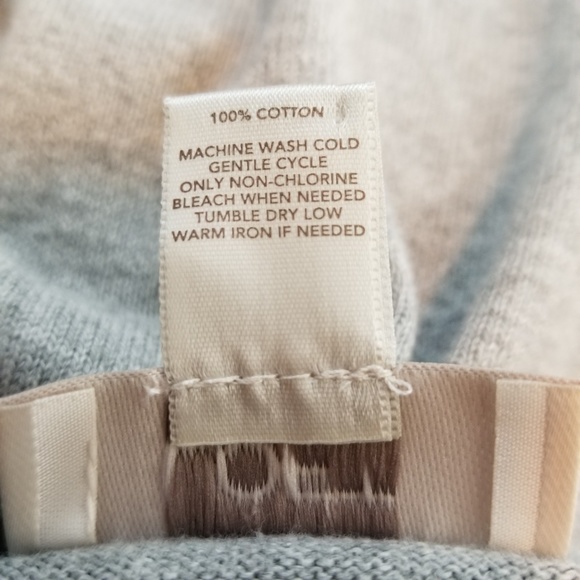 100% COTTON
MACHINE WASH COLD
GENTLE CYCLE
ONLY NON-CHLORINE
BLEACH WHEN NEEDED
TUMBLE DRY LOW
WARM IRON IF NEEDED